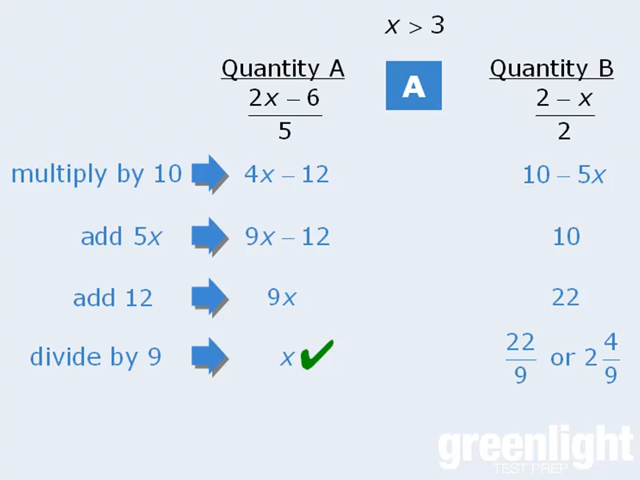 x > 3
Quantity A A Quantity B
(2x − 6)/5 (2 − x)/2
multiply by 10 4x − 12 10 − 5x
add 5x 9x − 12 10
add 12 9x 22
divide by 9 x 22/9 or 2 4/9
greenlight
TEST PREP